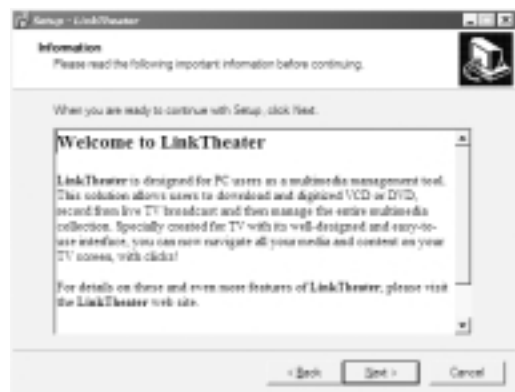 Setup - LinkTheater
Information
Please read the following important information before continuing.
When you are ready to continue with Setup, click Next.
Welcome to LinkTheater
LinkTheater is designed for PC users as a multimedia management tool.
This solution allows users to download and digitized VCD or DVD,
record from live TV broadcast and then manage the entire multimedia
collection. Specially created for TV with its well-designed and easy-to-
use interface, you can now navigate all your media and content on your
TV screen, with clicks!
For details on these and even more features of LinkTheater, please visit
the LinkTheater web site.
< Back
Next >
Cancel